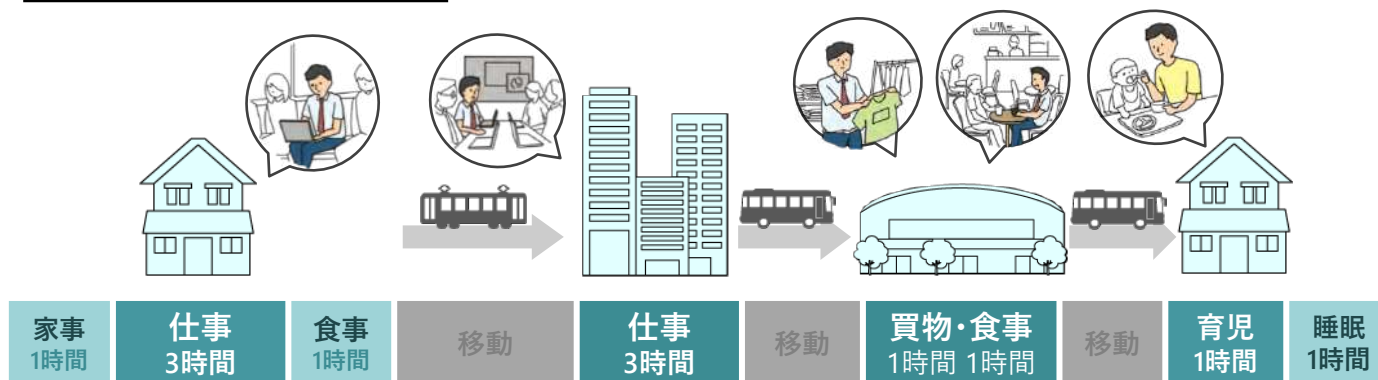 家事
1時間
仕事
3時間
食事
1時間
移動
仕事
3時間
移動
買物・食事
1時間 1時間
移動
育児
1時間
睡眠
1時間